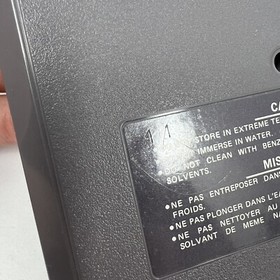 CA
STORE IN EXTREME TE
IMMERSE IN WATER.
NOT CLEAN WITH BENZ
SOLVENTS.
MIS
•NE PAS ENTREPOSER DANS
FROIDS.
•NE PAS PLONGER DANS L'EA
•NE PAS NETTOYER AU
SOLVANT DE MEME